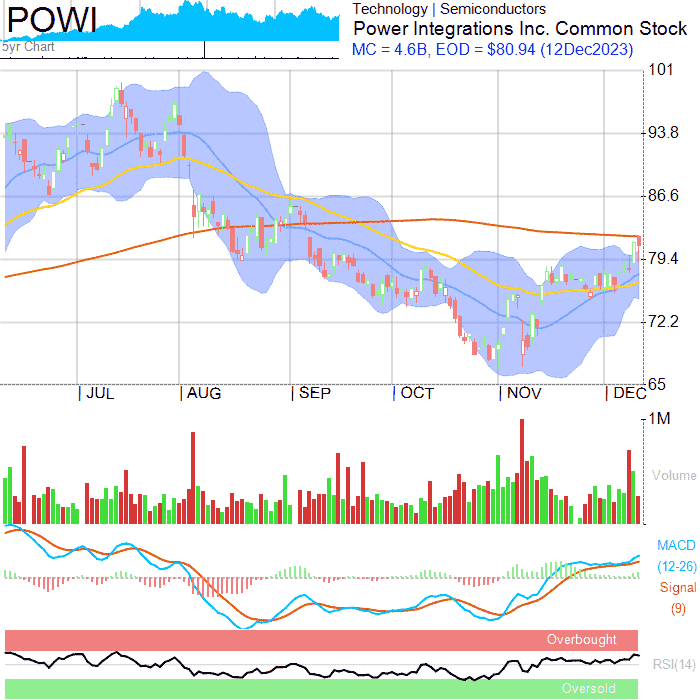 POWI
5yr Chart
Technology | Semiconductors
Power Integrations Inc. Common Stock
MC = 4.6B, EOD = $80.94 (12Dec2023)
101
93.8
86.6
79.4
72.2
65
| JUL | AUG | SEP | OCT | NOV | DEC
1M
Volume
MACD
(12-26)
Signal
(9)
Overbought
RSI(14)
Oversold